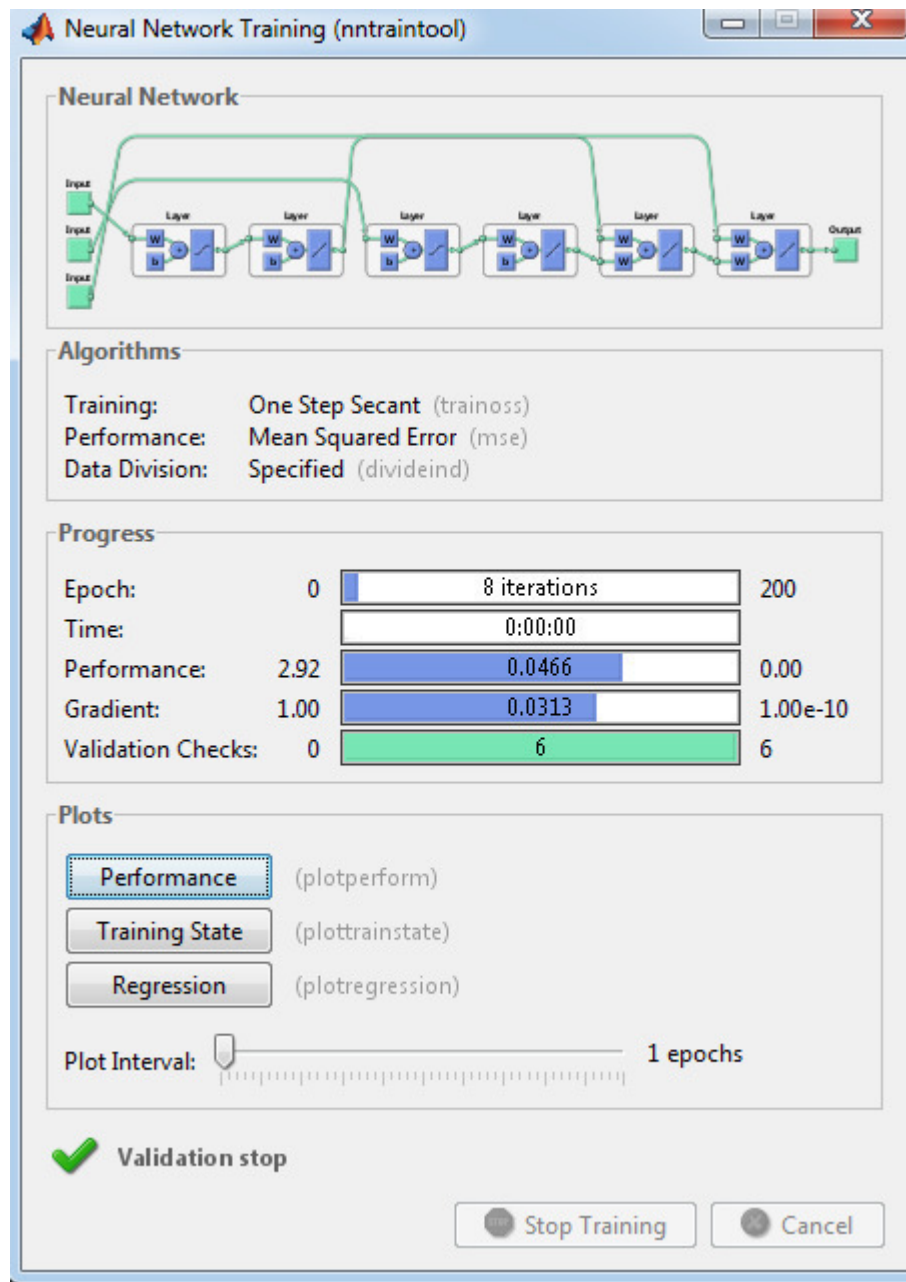 Neural Network Training (nntraintool)
Neural Network
Input
Input
Input
Layer
Layer
Layer
Layer
Layer
Layer
Output
W
b
+
W
b
+
W
b
+
W
b
+
W
W
+
W
W
+
Algorithms
Training: One Step Secant (trainoss)
Performance: Mean Squared Error (mse)
Data Division: Specified (divideind)
Progress
Epoch: 0 8 iterations 200
Time: 0:00:00
Performance: 2.92 0.0466 0.00
Gradient: 1.00 0.0313 1.00e-10
Validation Checks: 0 6 6
Plots
Performance (plotperform)
Training State (plottrainstate)
Regression (plotregression)
Plot Interval: 1 epochs
Validation stop
Stop Training Cancel